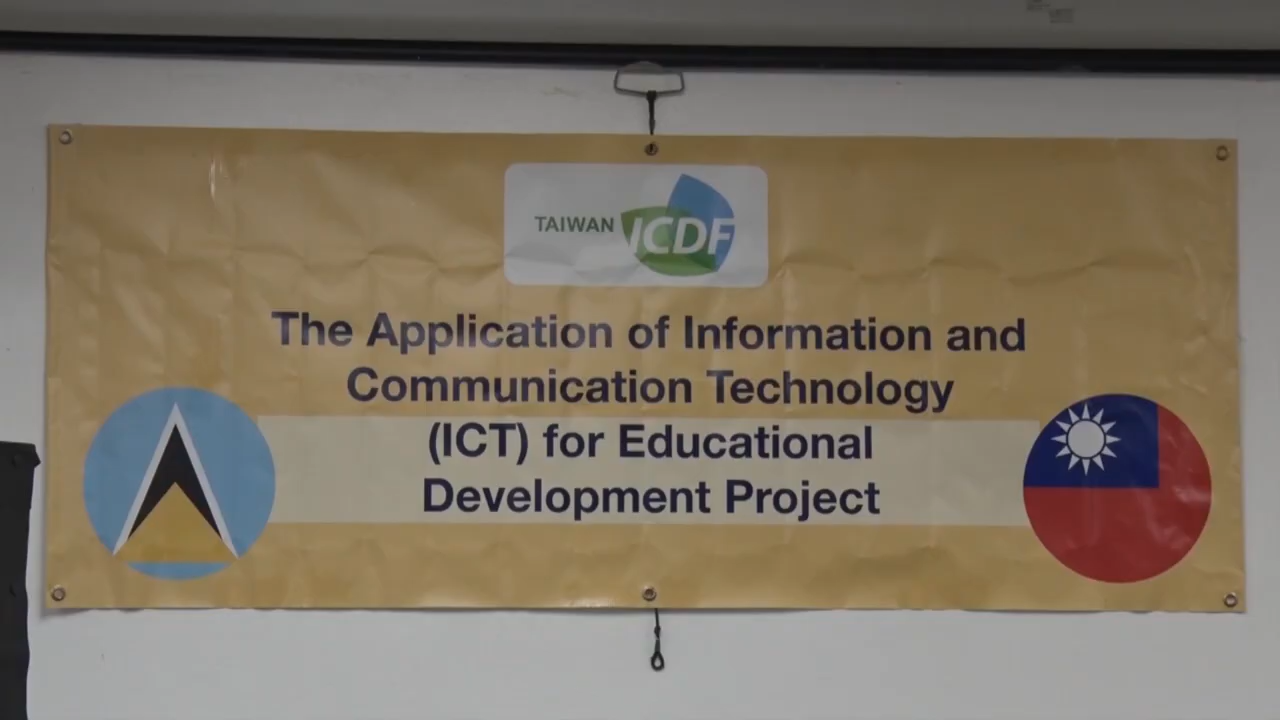 TAIWAN ICDF
The Application of Information and
Communication Technology
(ICT) for Educational
Development Project